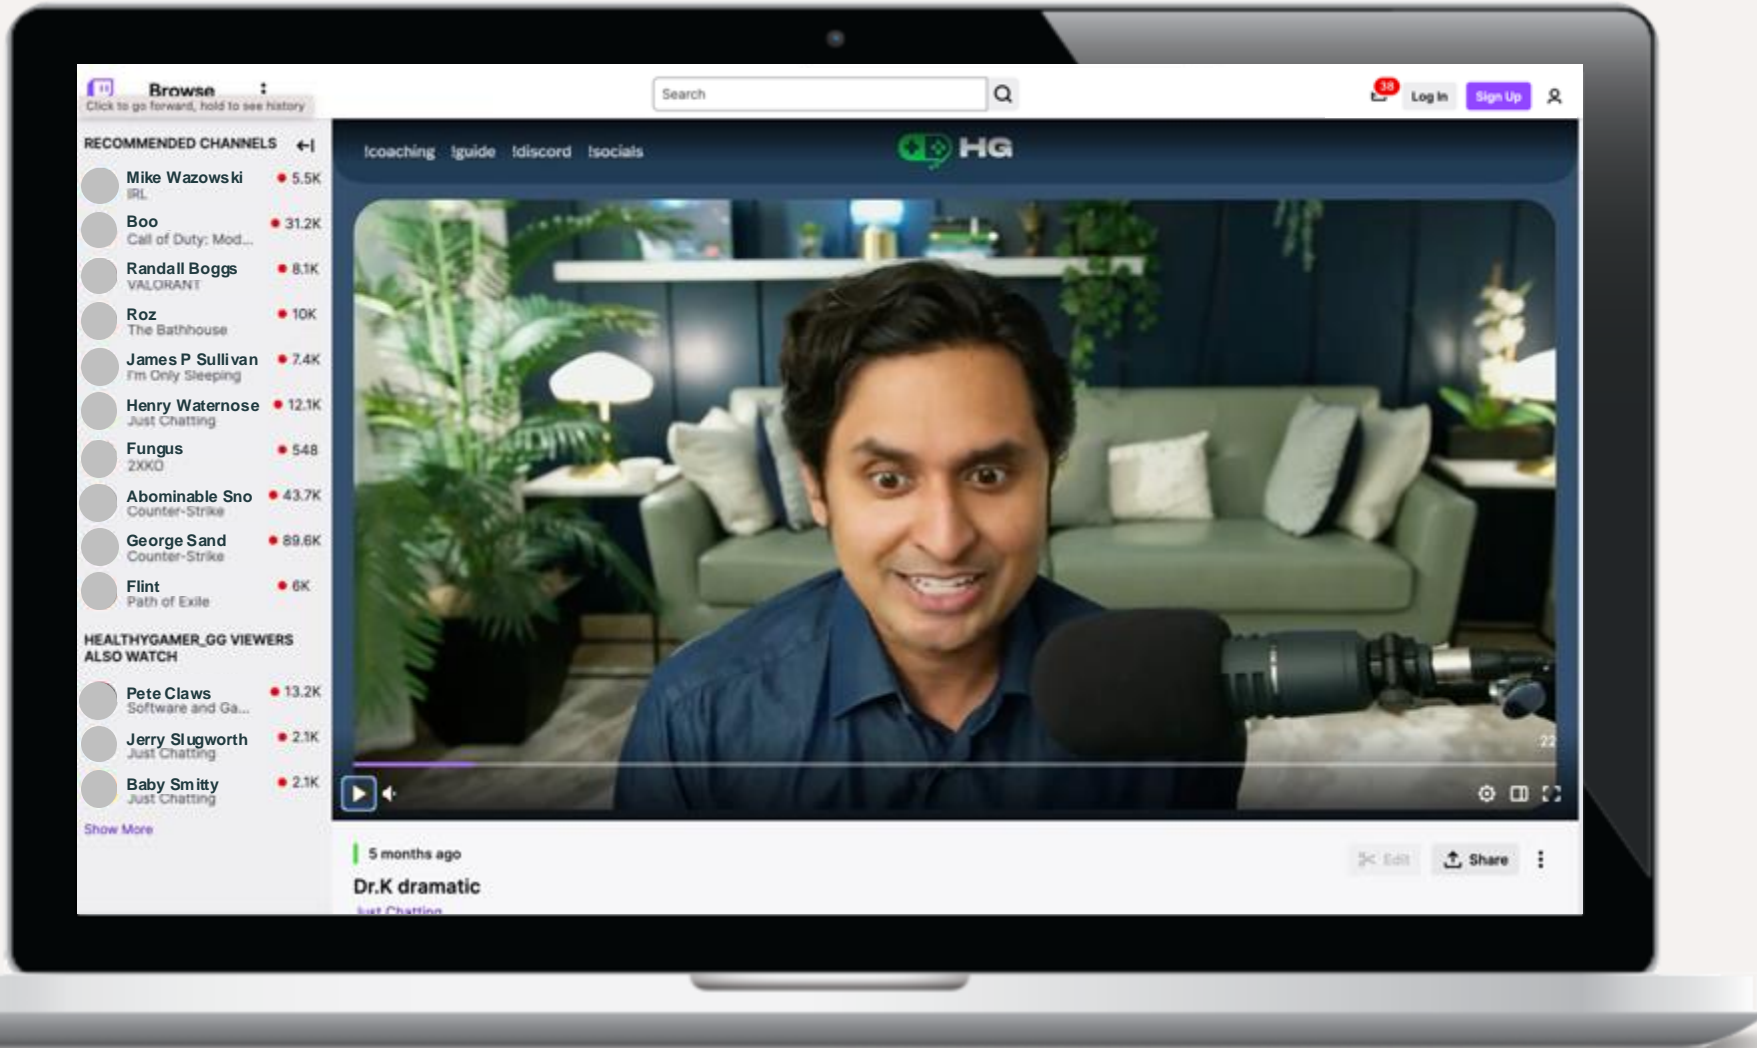 Browse
Click to go forward, hold to see history
Search
38
Log In
Sign Up
RECOMMENDED CHANNELS
Mike Wazowski
5.5K
IRL
Boo
31.2K
Call of Duty: Mod...
Randall Boggs
8.1K
VALORANT
Roz
10K
The Bathhouse
James P Sullivan
7.4K
I'm Only Sleeping
Henry Waternose
12.1K
Just Chatting
Fungus
548
2XKO
Abominable Sno
43.7K
Counter-Strike
George Sand
89.6K
Counter-Strike
Flint
6K
Path of Exile
HEALTHYGAMER_GG VIEWERS
ALSO WATCH
Pete Claws
13.2K
Software and Ga...
Jerry Slugworth
2.1K
Just Chatting
Baby Smitty
2.1K
Just Chatting
Show More
!coaching !guide !discord !socials
HG
22
5 months ago
Edit
Share
Dr.K dramatic
Just Chatting